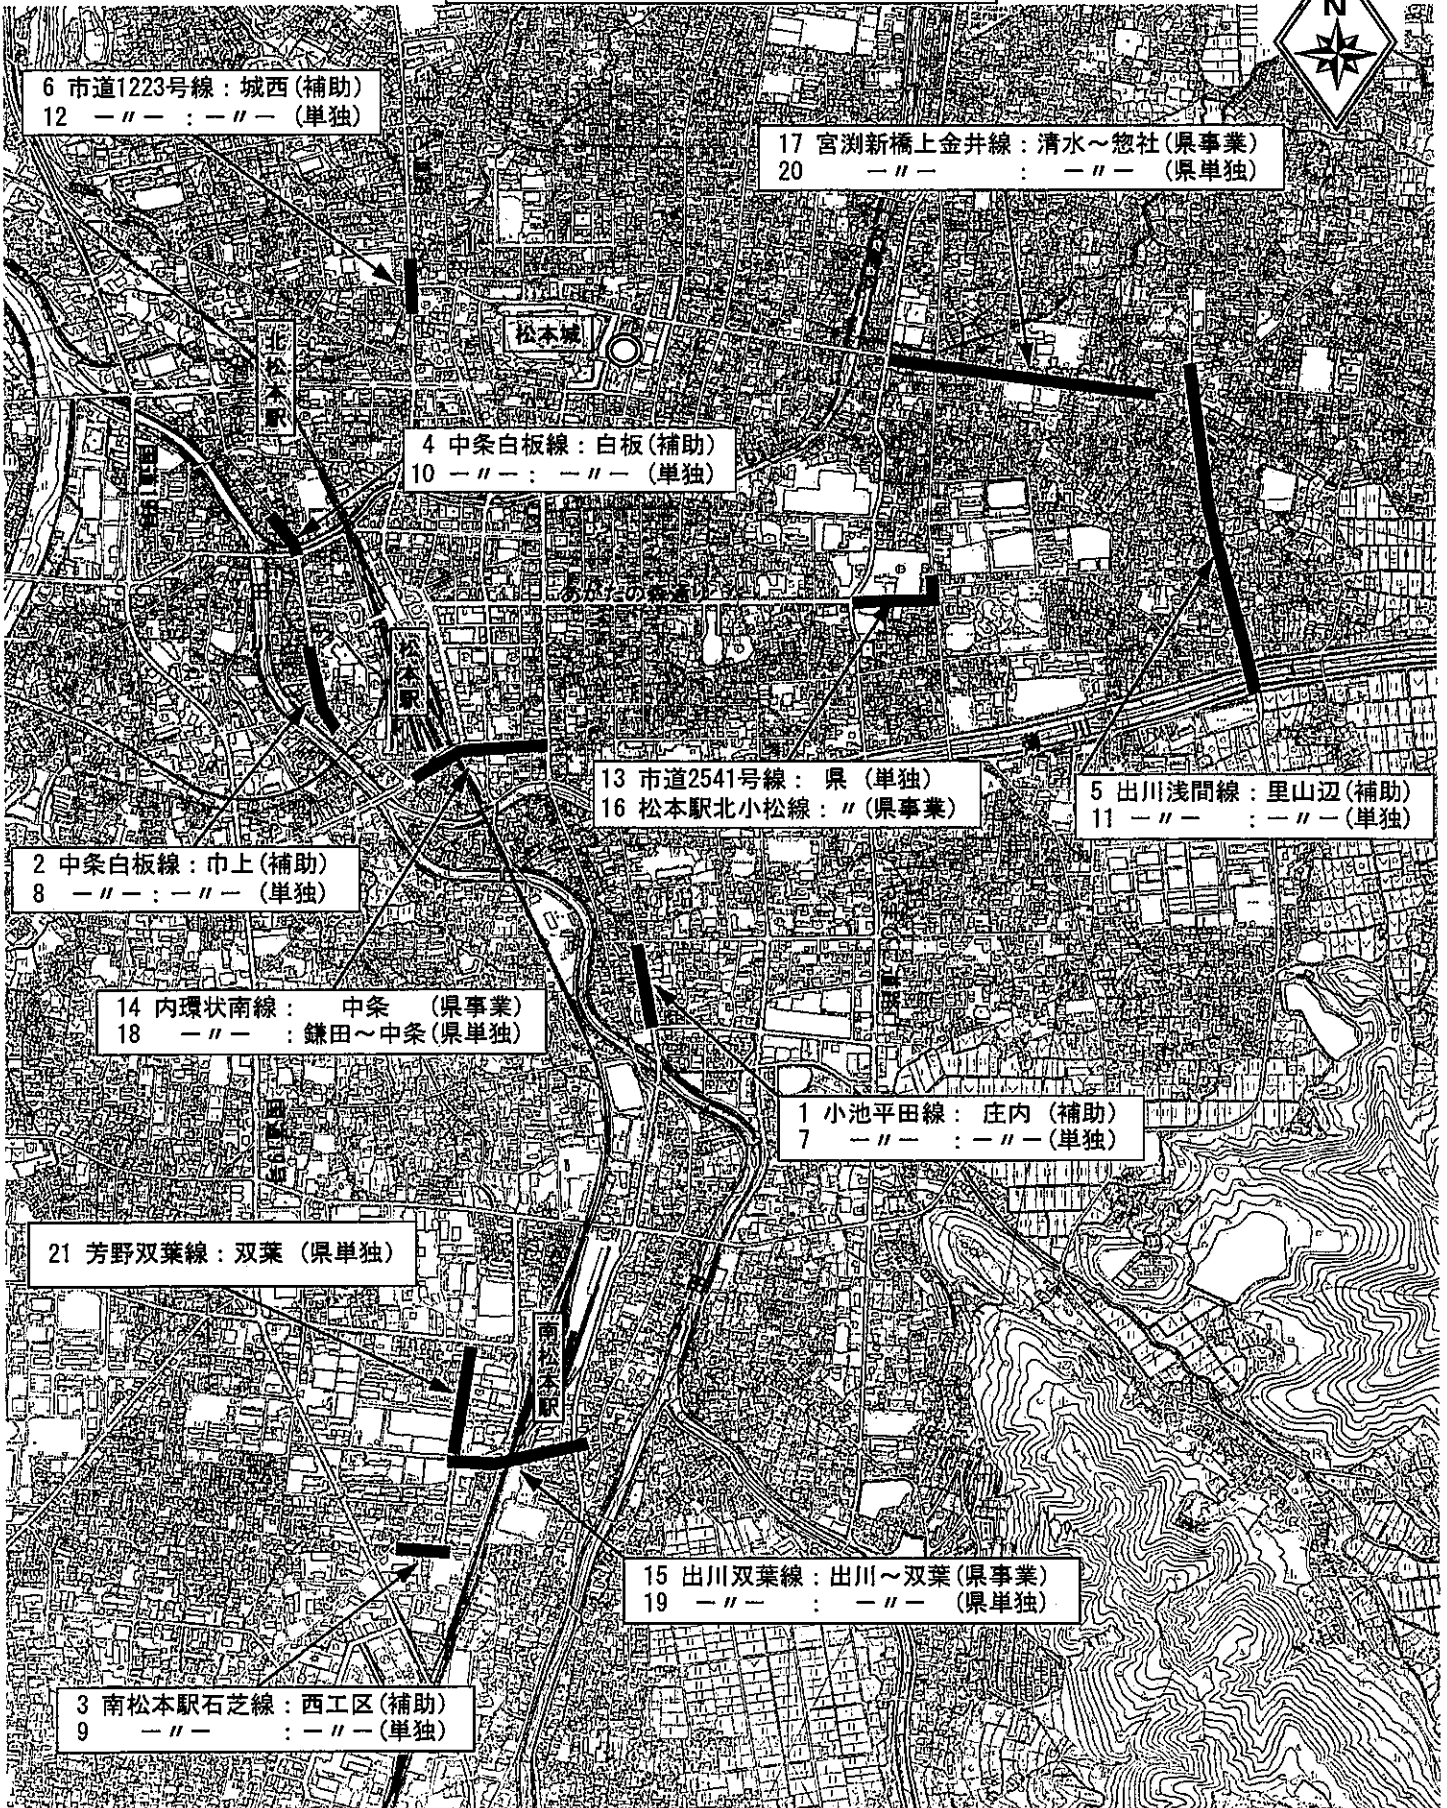 N
6 市道1223号線：城西(補助)
12 ー〃ー ：ー〃ー (単独)
17 宮渕新橋上金井線：清水～惣社(県事業)
20 ー〃ー ： ー〃ー (県単独)
松本城
北松本駅
4 中条白板線：白板(補助)
10 ー〃ー： ー〃ー (単独)
あがたの森通り
松本駅
13 市道2541号線： 県 (単独)
16 松本駅北小松線：〃(県事業)
5 出川浅間線：里山辺(補助)
11 ー〃ー ：ー〃ー(単独)
2 中条白板線：巾上(補助)
8 ー〃ー：ー〃ー (単独)
14 内環状南線： 中条 (県事業)
18 ー〃ー ：鎌田～中条(県単独)
1 小池平田線： 庄内 (補助)
7 ー〃ー ：ー〃ー(単独)
21 芳野双葉線：双葉 (県単独)
南松本駅
15 出川双葉線：出川～双葉(県事業)
19 ー〃ー ： ー〃ー (県単独)
3 南松本駅石芝線：西工区(補助)
9 ー〃ー ：ー〃ー(単独)